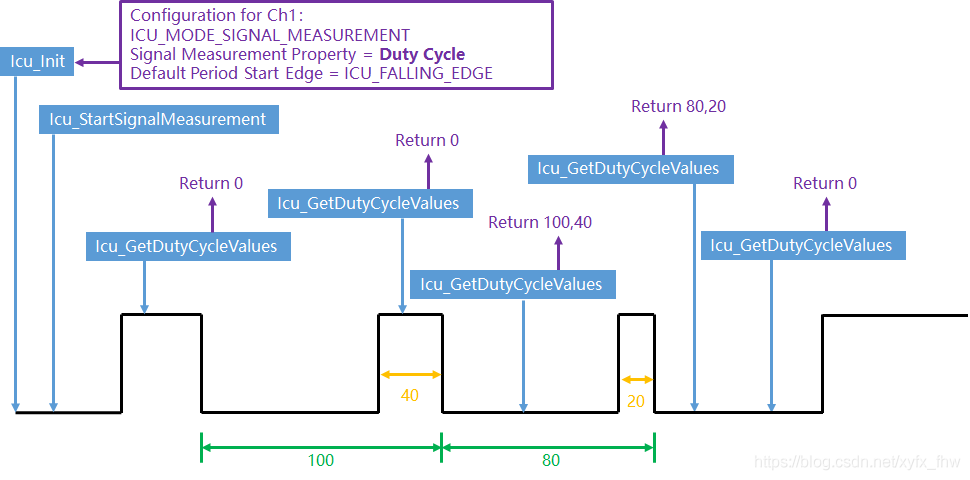 Configuration for Ch1:
ICU_MODE_SIGNAL_MEASUREMENT
Signal Measurement Property = Duty Cycle
Default Period Start Edge = ICU_FALLING_EDGE
Icu_Init
Icu_StartSignalMeasurement
Return 80,20
Return 0
Icu_GetDutyCycleValues
Return 0
Return 0
Icu_GetDutyCycleValues
Return 100,40
Icu_GetDutyCycleValues
Icu_GetDutyCycleValues
Icu_GetDutyCycleValues
40
20
100
80
https://blog.csdn.net/xyfx_fhw